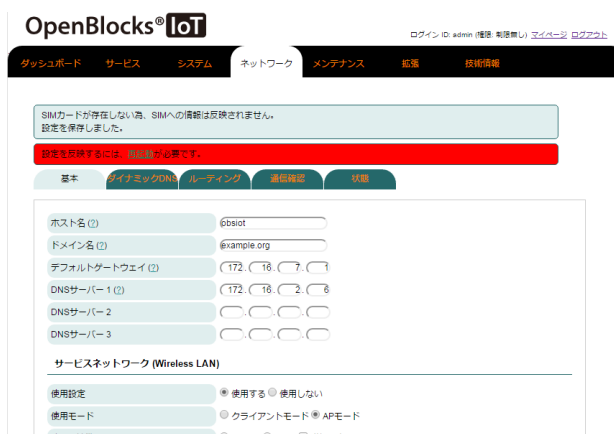 OpenBlocks® IoT
ログイン ID: admin (権限: 制限無し) マイページ ログアウト
ダッシュボード サービス システム ネットワーク メンテナンス 拡張 技術情報
SIMカードが存在しない為、SIMへの情報は反映されません。
設定を保存しました。
設定を反映するには、再起動が必要です。
基本 ダイナミックDNS ルーティング 通信確認 状態
ホスト名 (?) obsiot
ドメイン名 (?) example.org
デフォルトゲートウェイ (?) 172. 16. 7. 1
DNSサーバー 1 (?) 172. 16. 2. 6
DNSサーバー 2 . . .
DNSサーバー 3 . . .
サービスネットワーク (Wireless LAN)
使用設定 使用する 使用しない
使用モード クライアントモード APモード